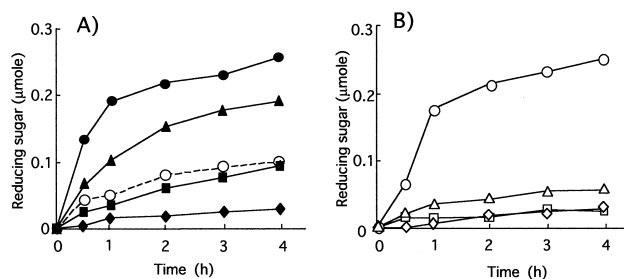 A)
Reducing sugar (μmole)
0.3
0.2
0.1
0
0 1 2 3 4
Time (h)
B)
Reducing sugar (μmole)
0.3
0.2
0.1
0
0 1 2 3 4
Time (h)